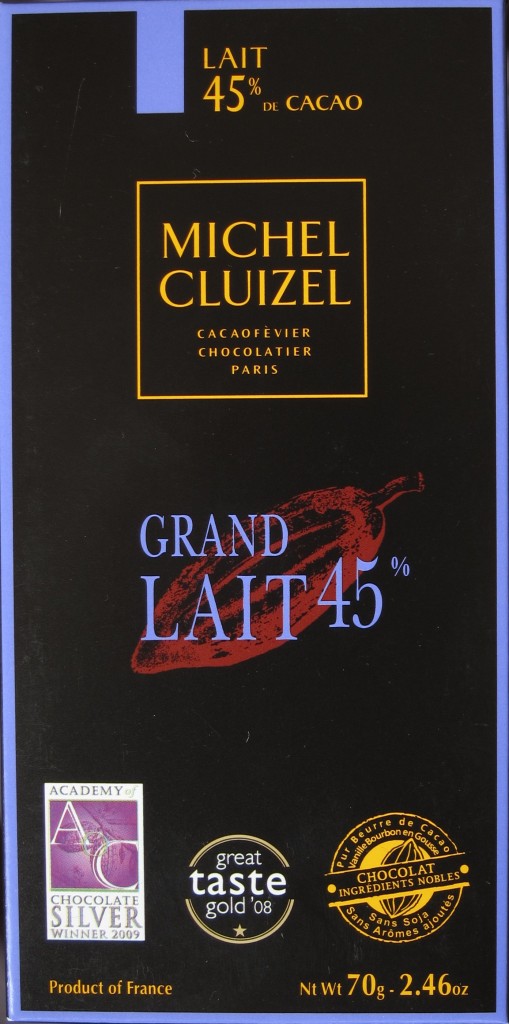 LAIT
45% DE CACAO
MICHEL
CLUIZEL
CACAOFÈVIER
CHOCOLATIER
PARIS
GRAND
LAIT 45%
ACADEMY of
AC
CHOCOLATE
SILVER
WINNER 2009
great
taste
gold '08
Pur Beurre de Cacao
Vanille Bourbon en Gousse
CHOCOLAT
INGRÉDIENTS NOBLES
Sans Soja
Sans Arômes ajoutés
Product of France
Nt Wt 70g - 2.46oz